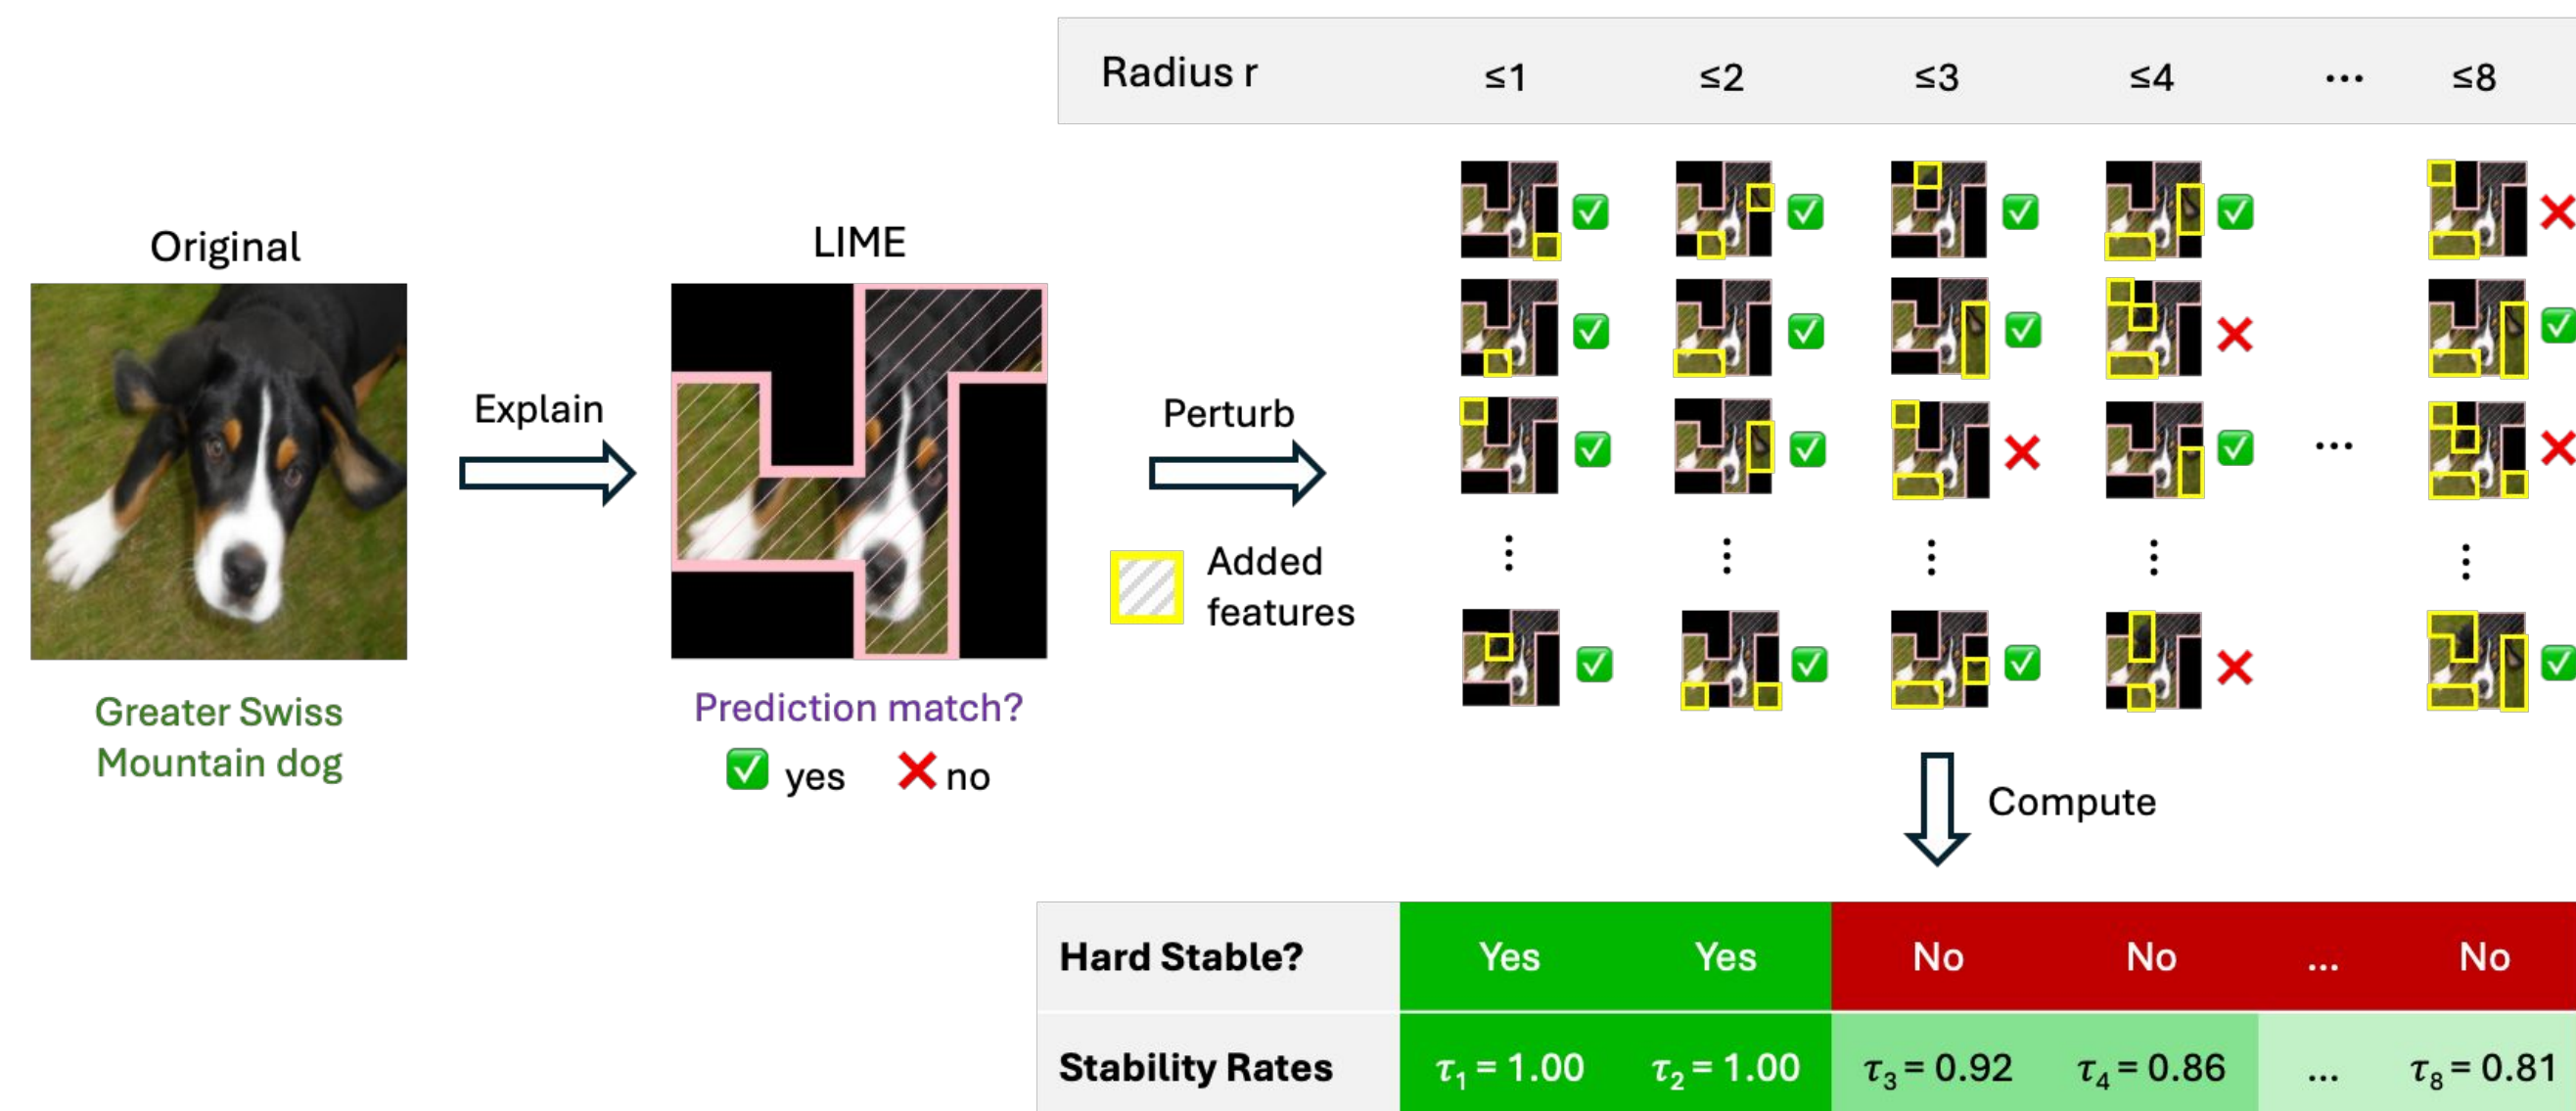 Radius r ≤1 ≤2 ≤3 ≤4 ... ≤8
Original
LIME
Explain
Perturb
Added
features
Greater Swiss
Mountain dog
Prediction match?
yes no
Compute
Hard Stable? Yes Yes No No ... No
Stability Rates τ₁ = 1.00 τ₂ = 1.00 τ₃ = 0.92 τ₄ = 0.86 ... τ₈ = 0.81